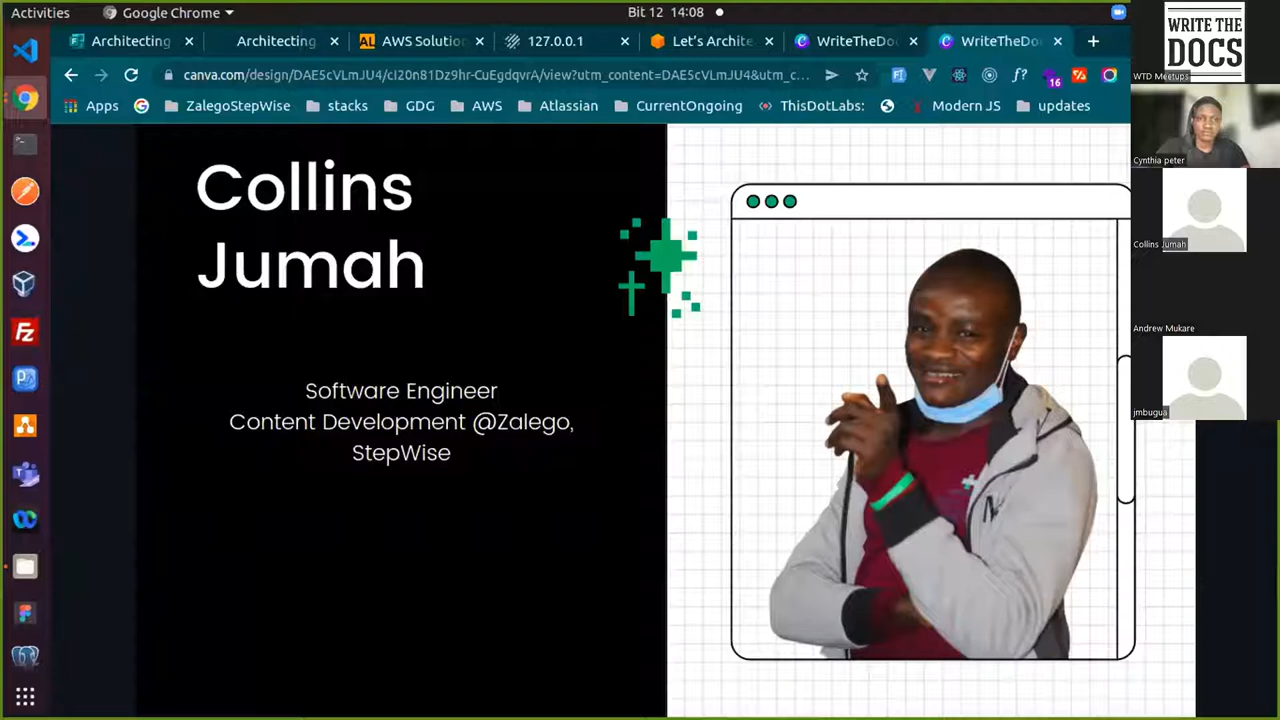 Activities
Google Chrome
Bit 12 14:08
Architecting
Architecting
AWS Solution
127.0.0.1
Let's Archite
WriteTheDoc
WriteTheDo
canva.com/design/DAE5cVLmJU4/cI20n81Dz9hr-CuEgdqvrA/view?utm_content=DAE5cVLmJU4&utm_c...
16
Apps
ZalegoStepWise
stacks
GDG
AWS
Atlassian
CurrentOngoing
ThisDotLabs:
Modern JS
updates
Collins
Jumah
Software Engineer
Content Development @Zalego,
StepWise
WRITE THE
DOCS
WTD Meetups
Cynthia peter
Collins Jumah
Andrew Mukare
jmbugua